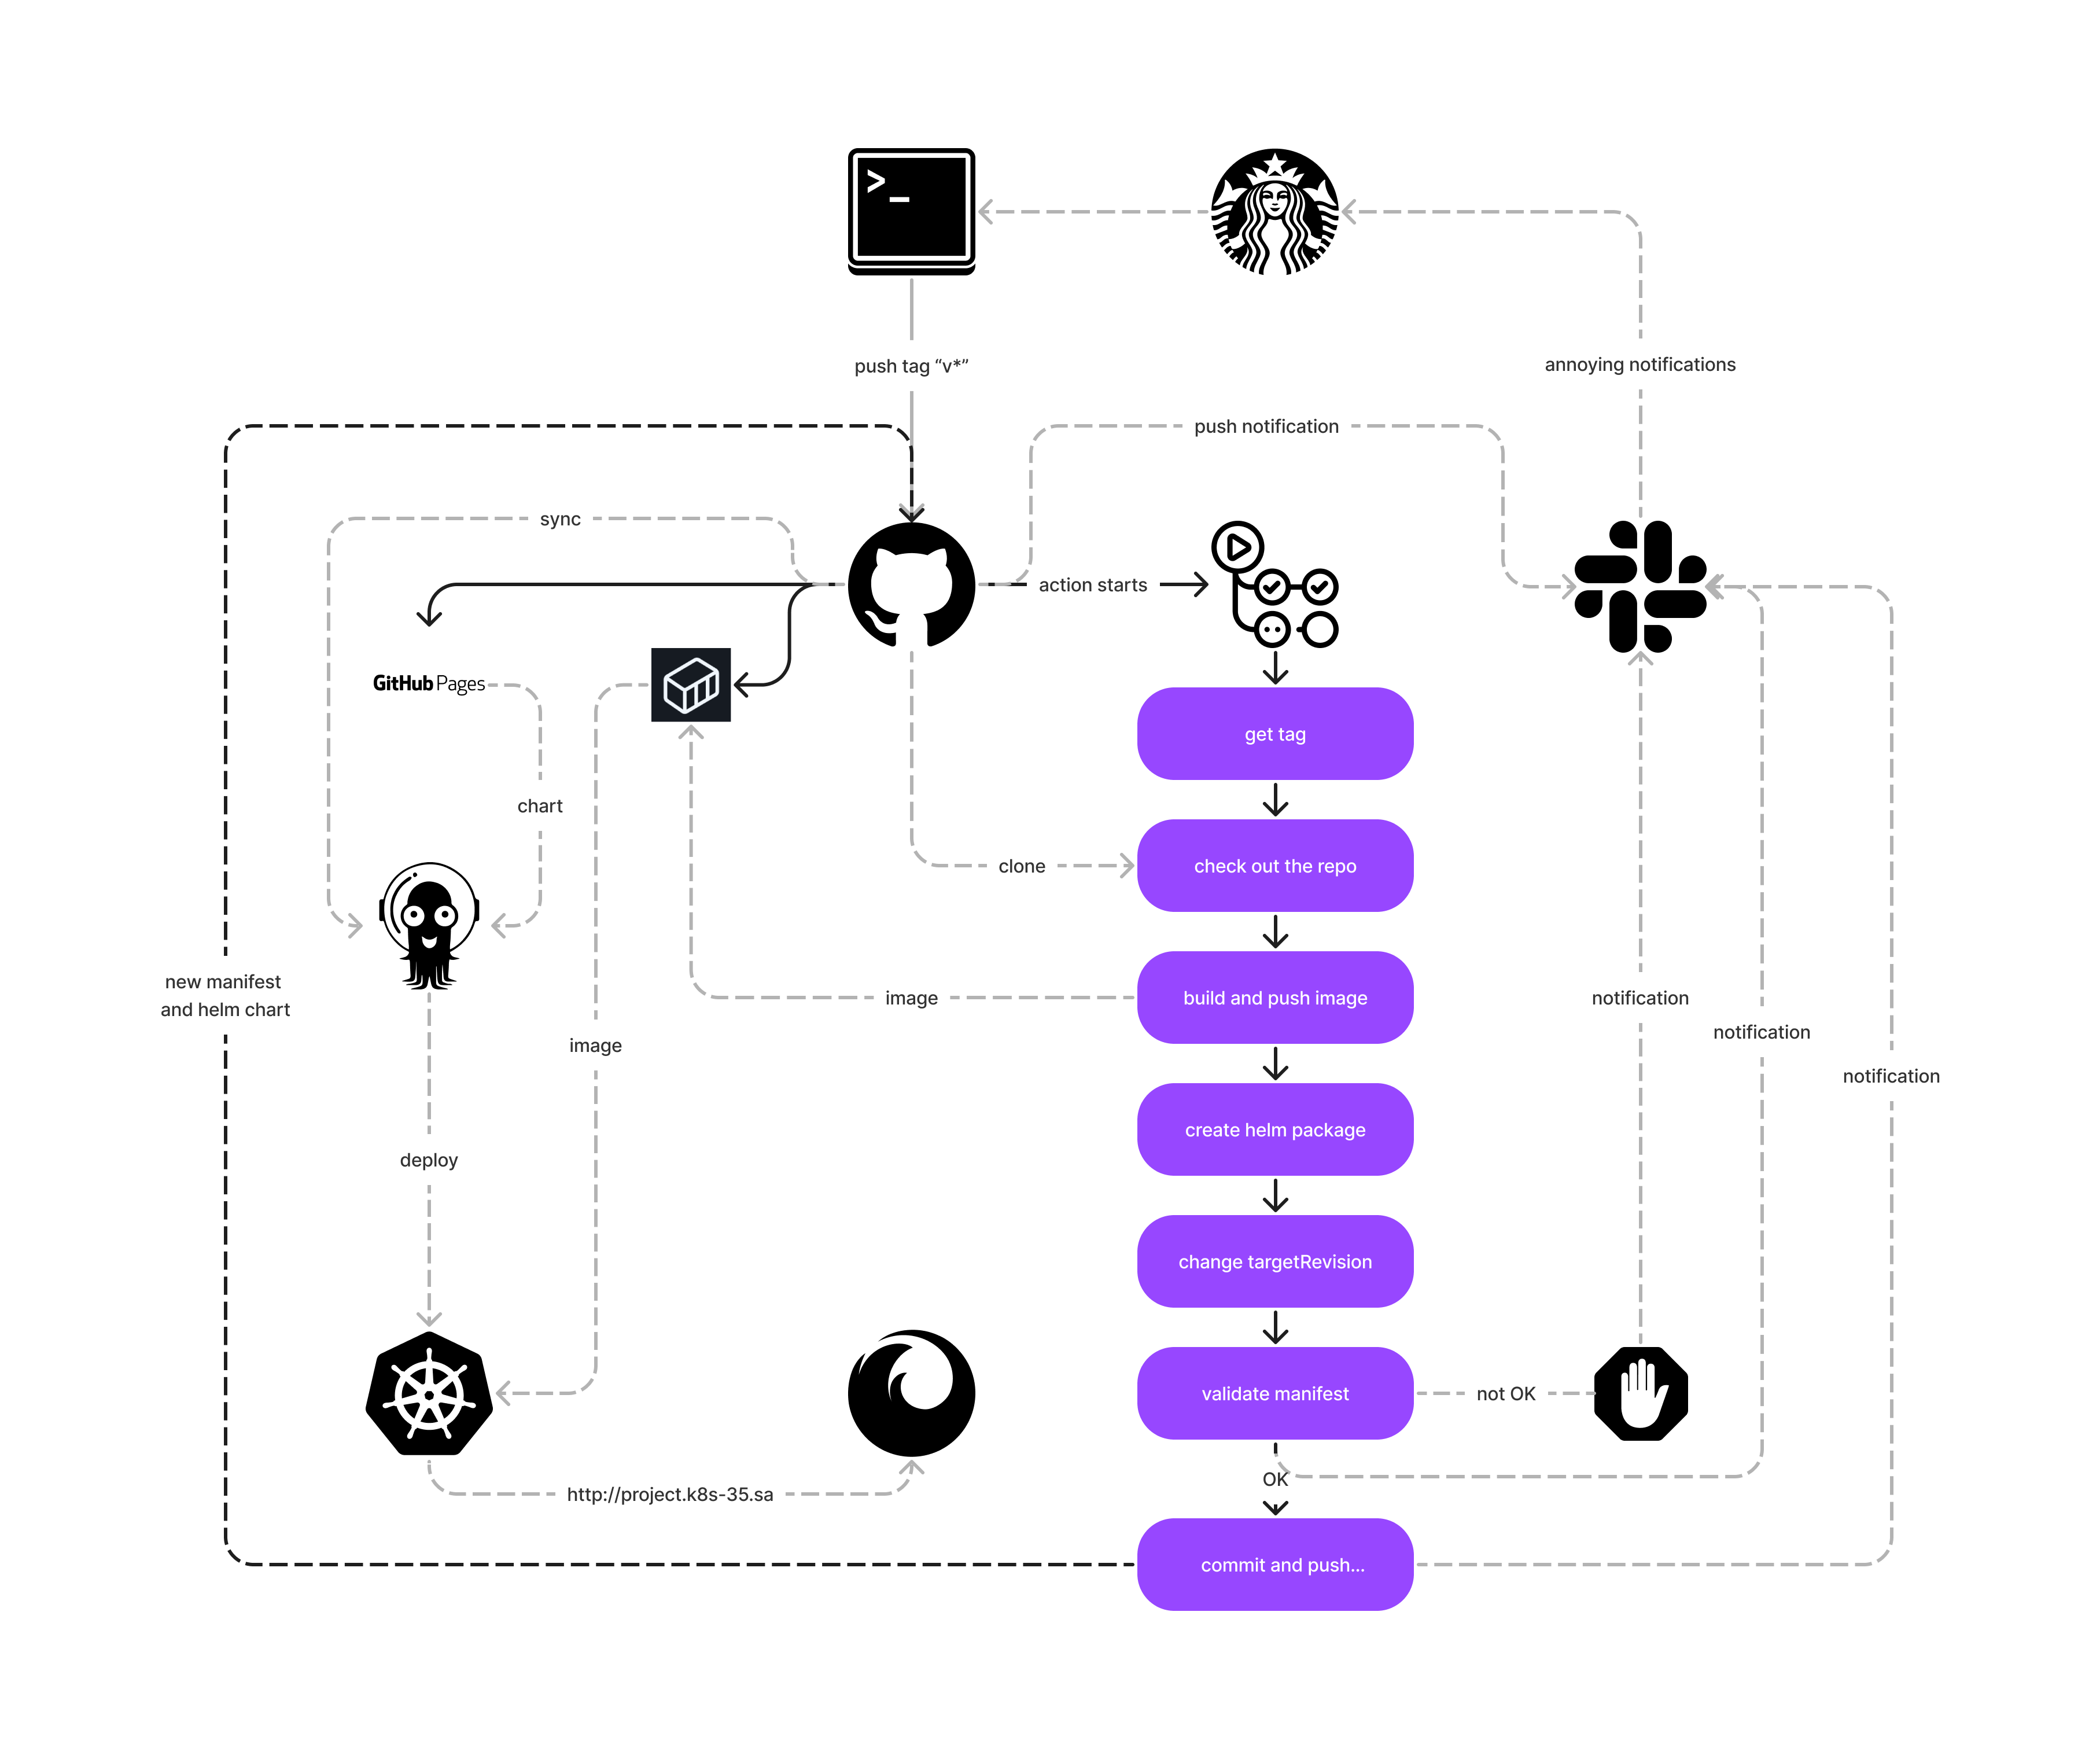 >_
push tag “v*”
annoying notifications
push notification
sync
action starts
GitHub Pages
get tag
chart
clone
check out the repo
new manifest
and helm chart
image
build and push image
notification
notification
image
notification
create helm package
deploy
change targetRevision
validate manifest
not OK
OK
http://project.k8s-35.sa
commit and push...